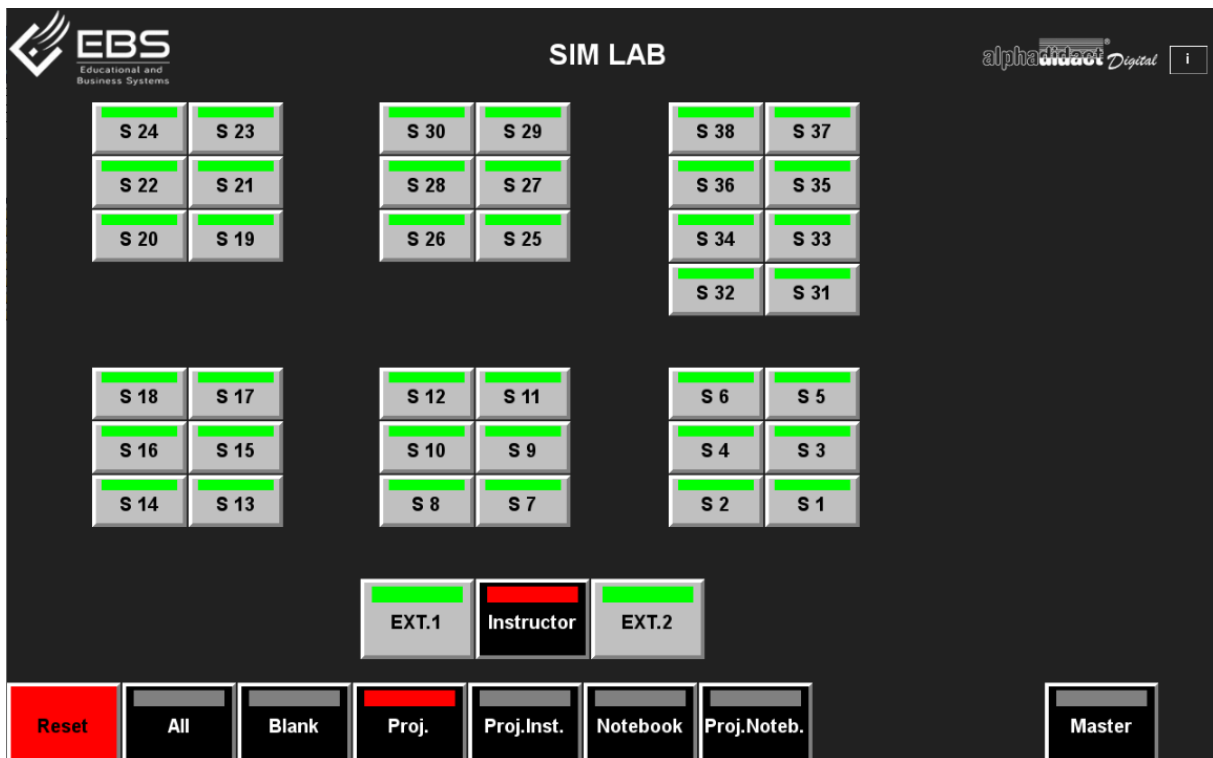 EBS
Educational and
Business Systems
SIM LAB
alphadidact® Digital
i
S 24 S 23 S 30 S 29 S 38 S 37
S 22 S 21 S 28 S 27 S 36 S 35
S 20 S 19 S 26 S 25 S 34 S 33
S 32 S 31
S 18 S 17 S 12 S 11 S 6 S 5
S 16 S 15 S 10 S 9 S 4 S 3
S 14 S 13 S 8 S 7 S 2 S 1
EXT.1 Instructor EXT.2
Reset All Blank Proj. Proj.Inst. Notebook Proj.Noteb. Master